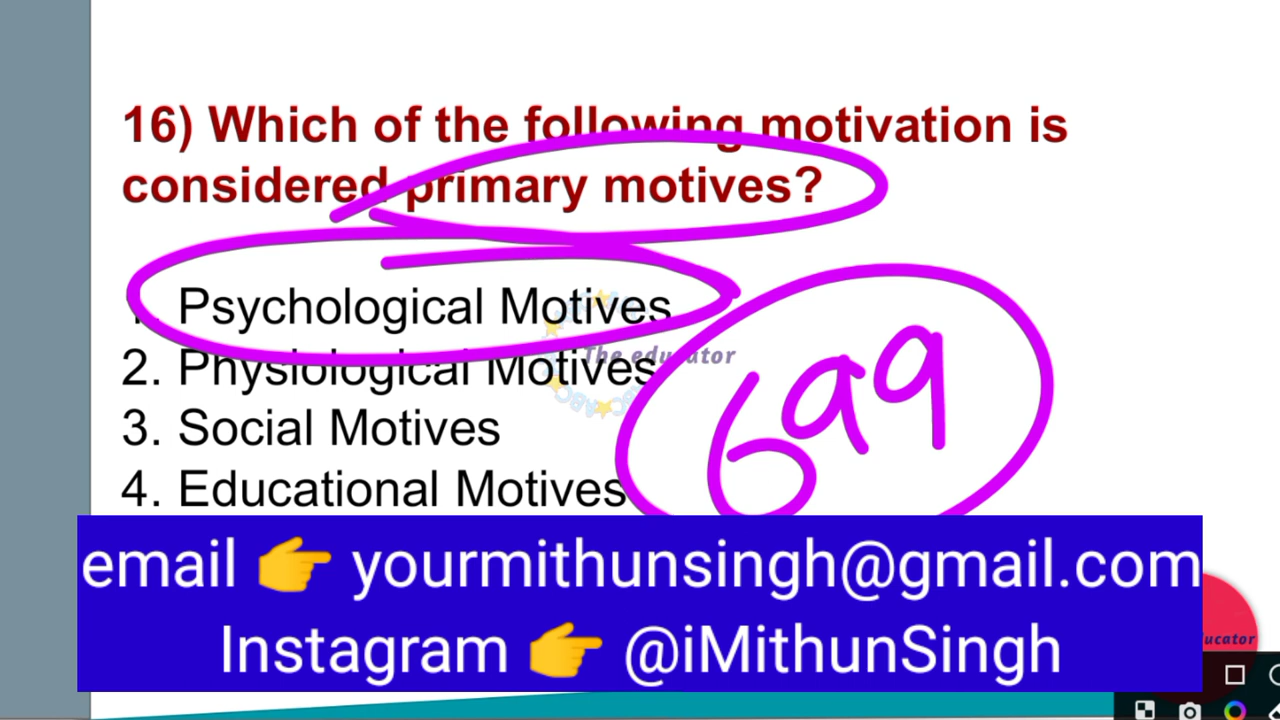 16) Which of the following motivation is
considered primary motives?
1. Psychological Motives
2. Physiological Motives
The educator
3. Social Motives
699
4. Educational Motives
email 👉 yourmithunsingh@gmail.com
Instagram 👉 @iMithunSingh